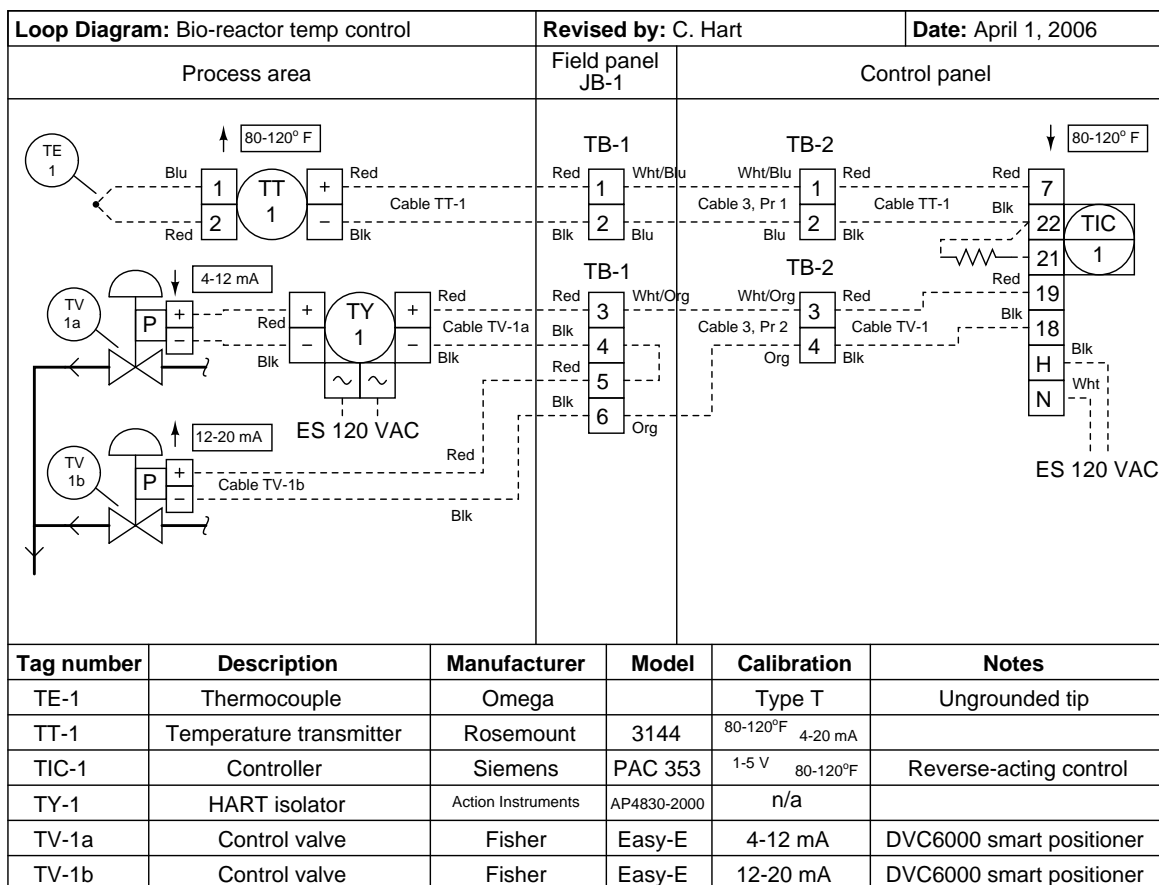 Loop Diagram: Bio-reactor temp control Revised by: C. Hart Date: April 1, 2006
Process area Field panel JB-1 Control panel
TE 1
80-120° F
Blu
Red
1
2
TT 1
+
−
Red
Blk
Cable TT-1
TB-1
Red 1 Wht/Blu
Blk 2 Blu
Cable 3, Pr 1
TB-2
Wht/Blu 1 Red
Blu 2 Blk
Cable TT-1
80-120° F
Red 7
Blk 22
21
TIC 1
Red 19
Blk 18
H Blk
N Wht
ES 120 VAC
TV 1a
4-12 mA
P
+
−
Red
Blk
+
−
TY 1
+
−
Red
Blk
Cable TV-1a
ES 120 VAC
TB-1
Red 3 Wht/Org
Blk 4
Red 5
Blk 6 Org
Cable 3, Pr 2
TB-2
Wht/Org 3 Red
Org 4 Blk
Cable TV-1
TV 1b
12-20 mA
P
+
−
Red
Cable TV-1b
Blk
Tag number Description Manufacturer Model Calibration Notes
TE-1 Thermocouple Omega Type T Ungrounded tip
TT-1 Temperature transmitter Rosemount 3144 80-120°F 4-20 mA
TIC-1 Controller Siemens PAC 353 1-5 V 80-120°F Reverse-acting control
TY-1 HART isolator Action Instruments AP4830-2000 n/a
TV-1a Control valve Fisher Easy-E 4-12 mA DVC6000 smart positioner
TV-1b Control valve Fisher Easy-E 12-20 mA DVC6000 smart positioner